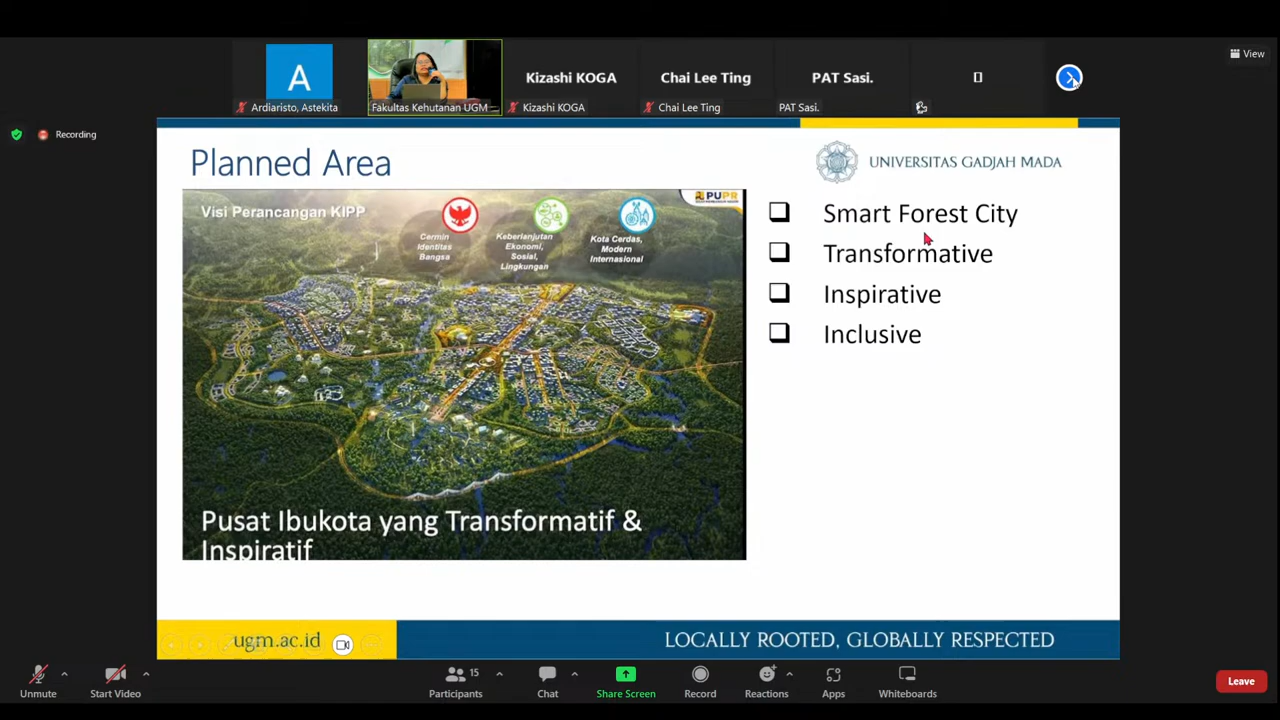 View
A
Kizashi KOGA
Chai Lee Ting
PAT Sasi.
Ardiaristo, Astekita
Fakultas Kehutanan UGM
Kizashi KOGA
Chai Lee Ting
PAT Sasi.
Recording
Planned Area
UNIVERSITAS GADJAH MADA
Visi Perancangan KIPP
PUPR
Cermin
Identitas
Bangsa
Keberlanjutan
Ekonomi,
Sosial,
Lingkungan
Kota Cerdas,
Modern
Internasional
Smart Forest City
Transformative
Inspirative
Inclusive
Pusat Ibukota yang Transformatif &
Inspiratif
ugm.ac.id
LOCALLY ROOTED, GLOBALLY RESPECTED
15
Unmute
Start Video
Participants
Chat
Share Screen
Record
Reactions
Apps
Whiteboards
Leave